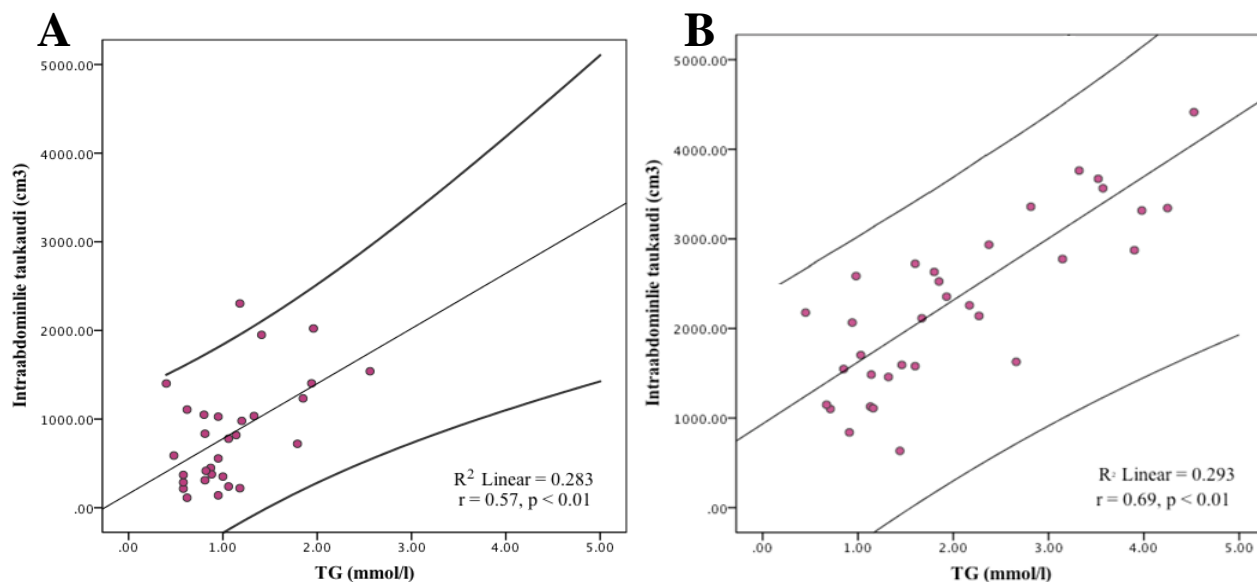 A
Intraabdominlie taukaudi (cm3)
5000.00
4000.00
3000.00
2000.00
1000.00
.00
R² Linear = 0.283
r = 0.57, p < 0.01
.00 1.00 2.00 3.00 4.00 5.00
TG (mmol/l)
B
Intraabdominlie taukaudi (cm3)
5000.00
4000.00
3000.00
2000.00
1000.00
.00
R² Linear = 0.293
r = 0.69, p < 0.01
.00 1.00 2.00 3.00 4.00 5.00
TG (mmol/l)